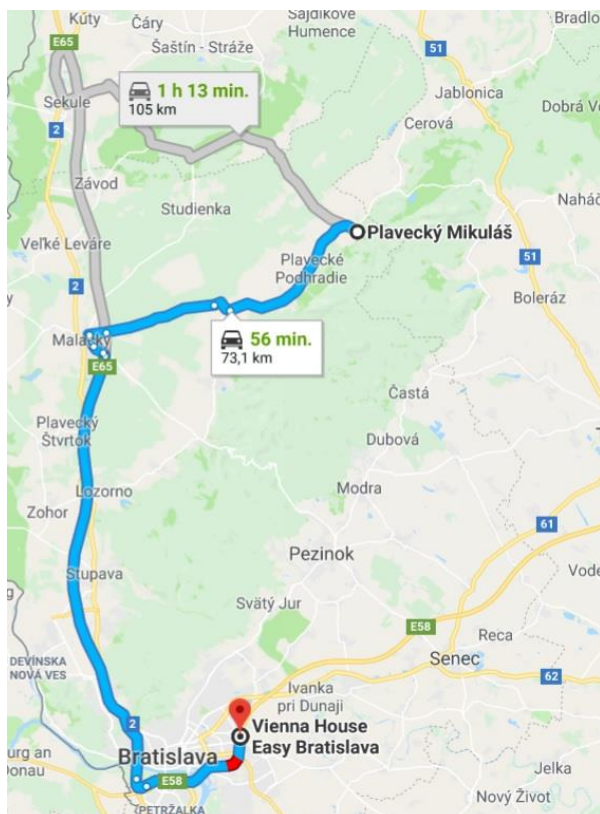 Kúty
Čáry
Šajdíkove
Humence
Bradlo
E65
Šaštín - Stráže
51
Sekule
1 h 13 min.
105 km
Jablonica
Dobrá Vo
2
Cerová
Závod
Studienka
Naháč
Plavecký Mikuláš
Veľké Leváre
Plavecké
Podhradie
51
2
Boleráz
Malacky
56 min.
73,1 km
E65
Častá
Plavecký
Štvrtok
Dubová
Lozorno
Modra
Zohor
61
Pezinok
Stupava
Vode
Svätý Jur
E58
Reca
Senec
DEVÍNSKA
NOVÁ VES
62
Ivanka
pri Dunaji
2
Vienna House
Easy Bratislava
Bratislava
urg an
Donau
E58
Jelka
Nový Život
PETRŽALKA